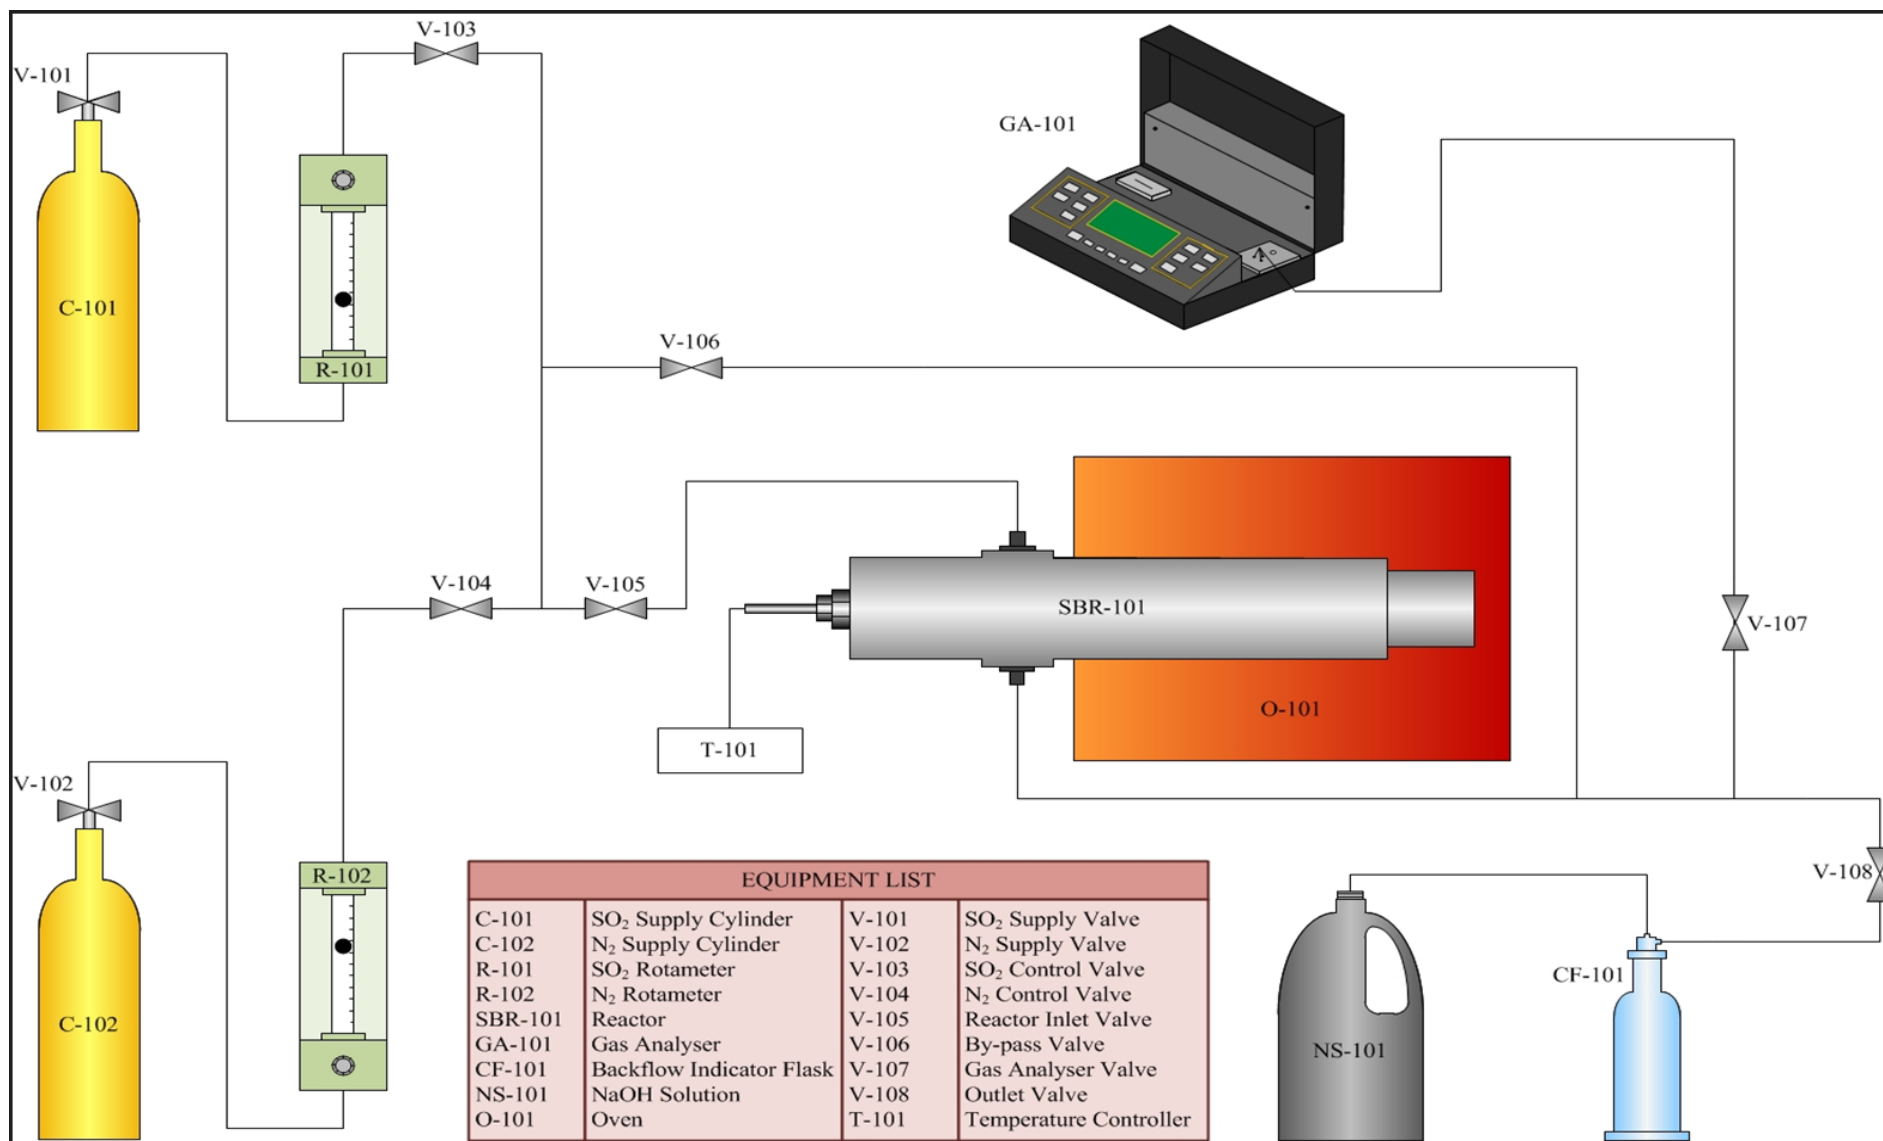 V-103
V-101
GA-101
C-101
R-101
V-106
V-104
V-105
SBR-101
V-107
O-101
T-101
V-102
R-102
V-108
CF-101
C-102
NS-101
EQUIPMENT LIST
C-101 SO₂ Supply Cylinder V-101 SO₂ Supply Valve
C-102 N₂ Supply Cylinder V-102 N₂ Supply Valve
R-101 SO₂ Rotameter V-103 SO₂ Control Valve
R-102 N₂ Rotameter V-104 N₂ Control Valve
SBR-101 Reactor V-105 Reactor Inlet Valve
GA-101 Gas Analyser V-106 By-pass Valve
CF-101 Backflow Indicator Flask V-107 Gas Analyser Valve
NS-101 NaOH Solution V-108 Outlet Valve
O-101 Oven T-101 Temperature Controller